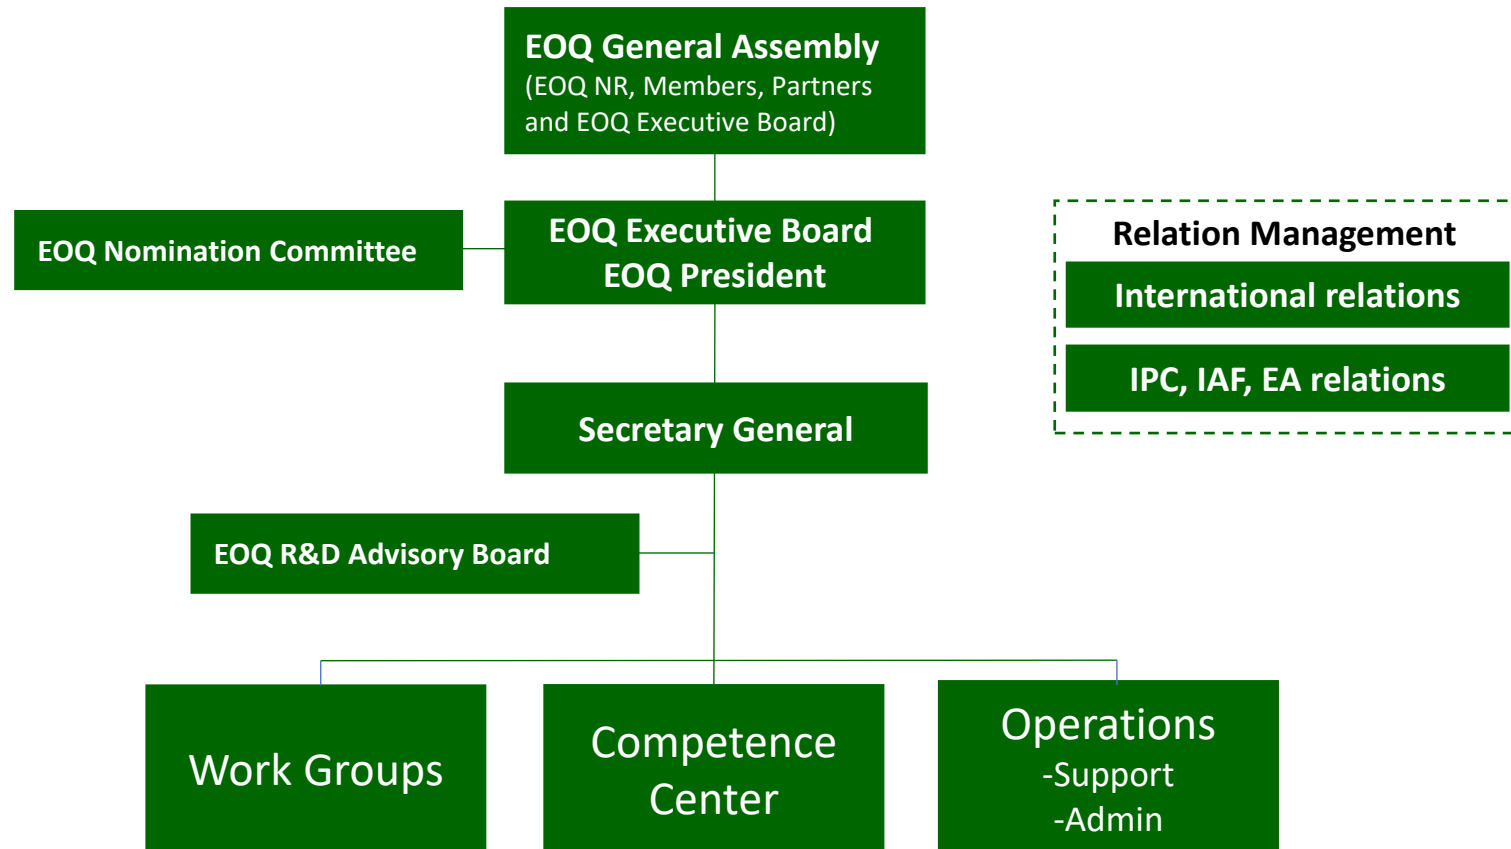 EOQ General Assembly
(EOQ NR, Members, Partners
and EOQ Executive Board)
EOQ Nomination Committee
EOQ Executive Board
EOQ President
Relation Management
International relations
IPC, IAF, EA relations
Secretary General
EOQ R&D Advisory Board
Work Groups
Competence
Center
Operations
-Support
-Admin